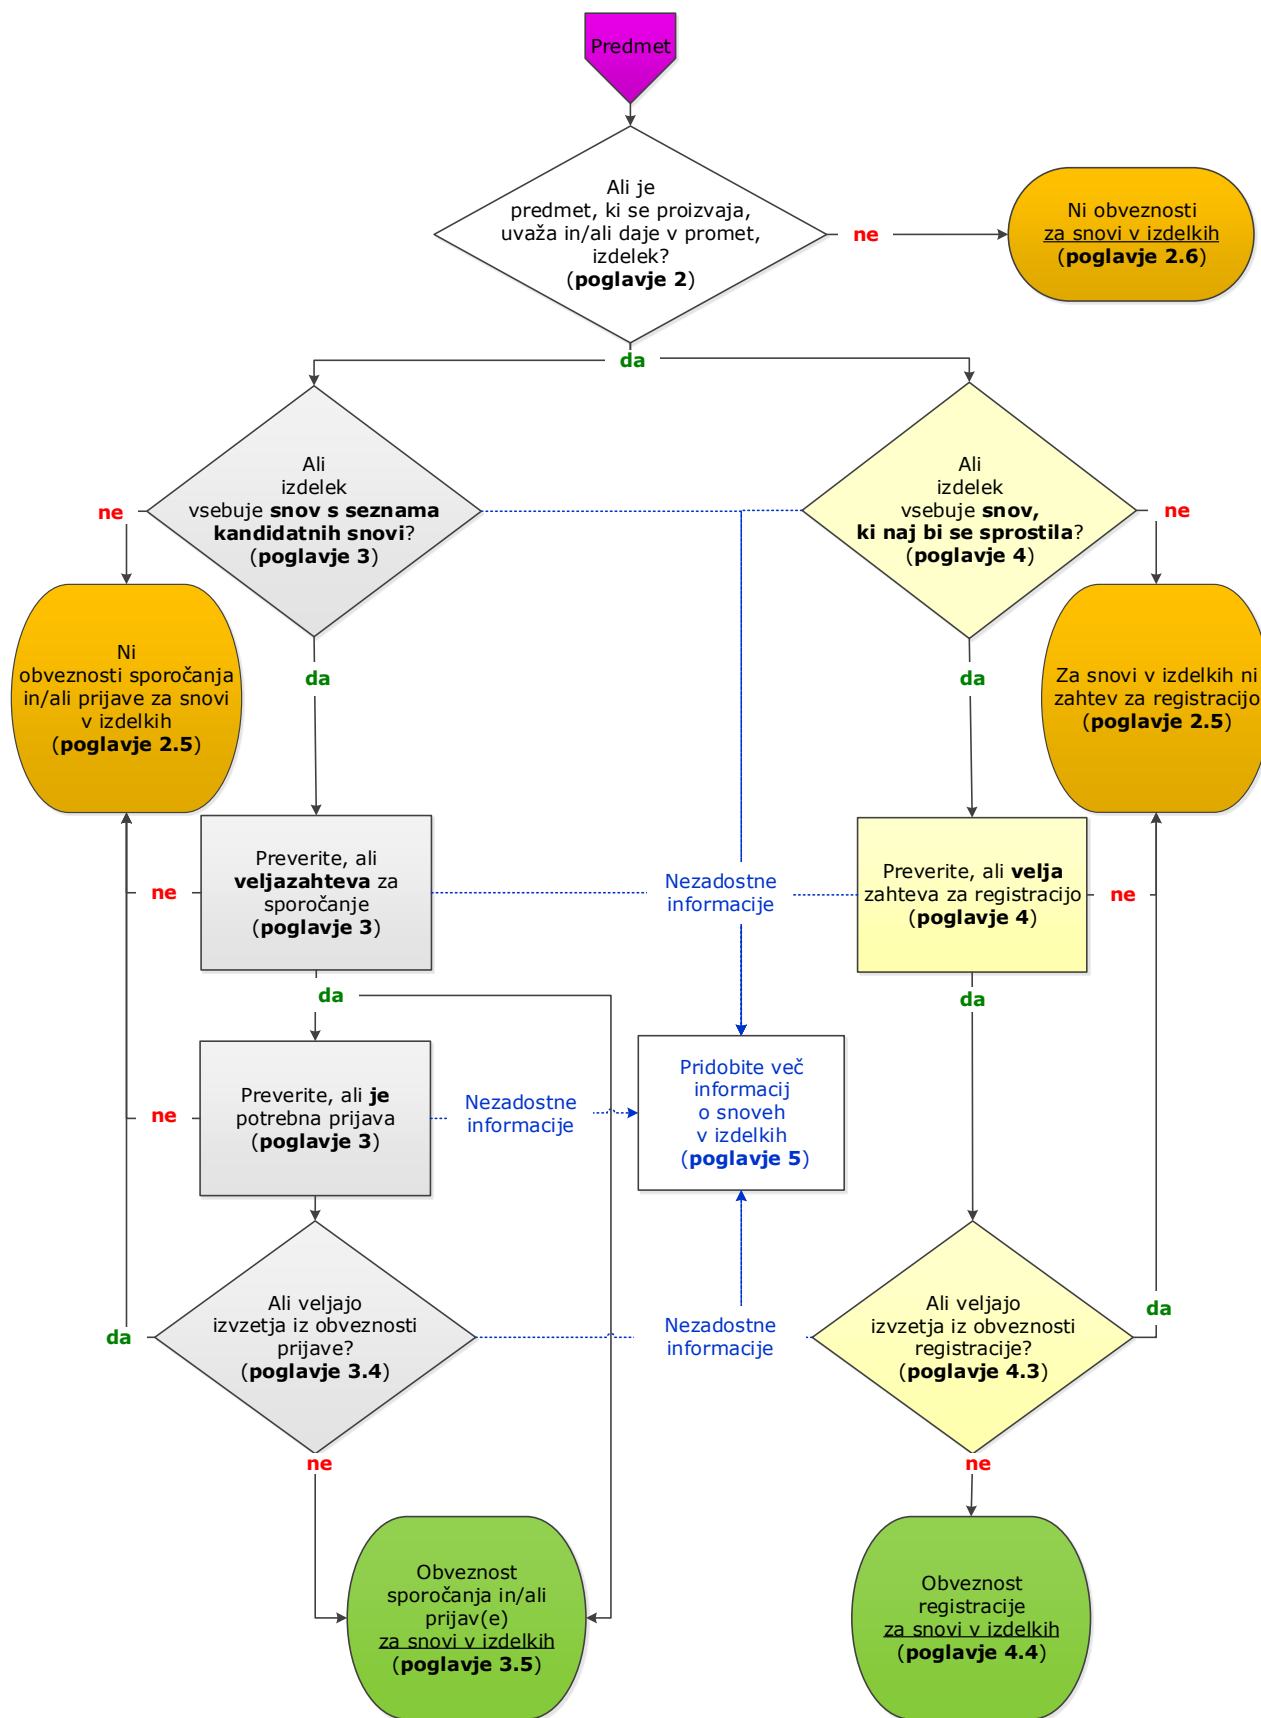 Predmet
Ali je
predmet, ki se proizvaja,
uvaža in/ali daje v promet,
izdelek?
(poglavje 2)
ne
Ni obveznosti
za snovi v izdelkih
(poglavje 2.6)
da
Ali
izdelek
vsebuje snov s seznama
kandidatnih snovi?
(poglavje 3)
ne
Ali
izdelek
vsebuje snov,
ki naj bi se sprostila?
(poglavje 4)
ne
Ni
obveznosti sporočanja
in/ali prijave za snovi
v izdelkih
(poglavje 2.5)
da
da
Za snovi v izdelkih ni
zahtev za registracijo
(poglavje 2.5)
Preverite, ali
veljazahteva za
sporočanje
(poglavje 3)
ne
Nezadostne
informacije
Preverite, ali velja
zahteva za registracijo
(poglavje 4)
ne
da
da
Preverite, ali je
potrebna prijava
(poglavje 3)
ne
Nezadostne
informacije
Pridobite več
informacij
o snoveh
v izdelkih
(poglavje 5)
Ali veljajo
izvzetja iz obveznosti
prijave?
(poglavje 3.4)
da
Nezadostne
informacije
Ali veljajo
izvzetja iz obveznosti
registracije?
(poglavje 4.3)
da
ne
ne
Obveznost
sporočanja in/ali
prijav(e)
za snovi v izdelkih
(poglavje 3.5)
Obveznost
registracije
za snovi v izdelkih
(poglavje 4.4)